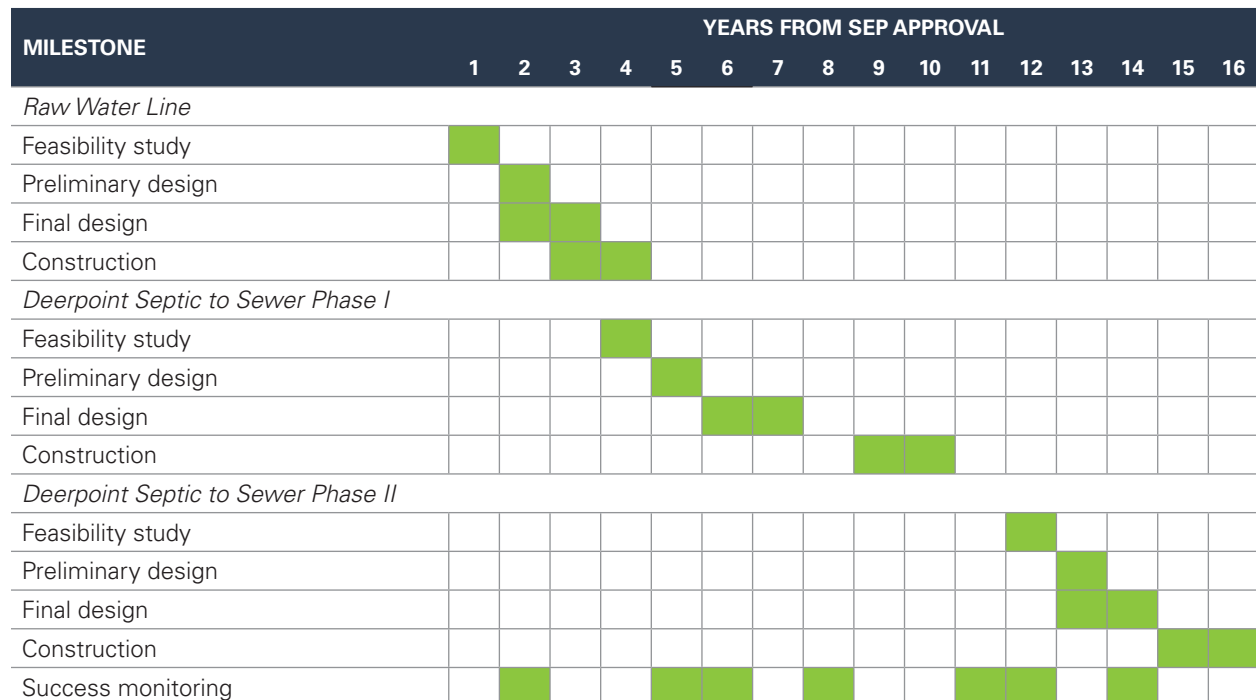 MILESTONE
YEARS FROM SEP APPROVAL
1 2 3 4 5 6 7 8 9 10 11 12 13 14 15 16
Raw Water Line
Feasibility study
Preliminary design
Final design
Construction
Deerpoint Septic to Sewer Phase I
Feasibility study
Preliminary design
Final design
Construction
Deerpoint Septic to Sewer Phase II
Feasibility study
Preliminary design
Final design
Construction
Success monitoring